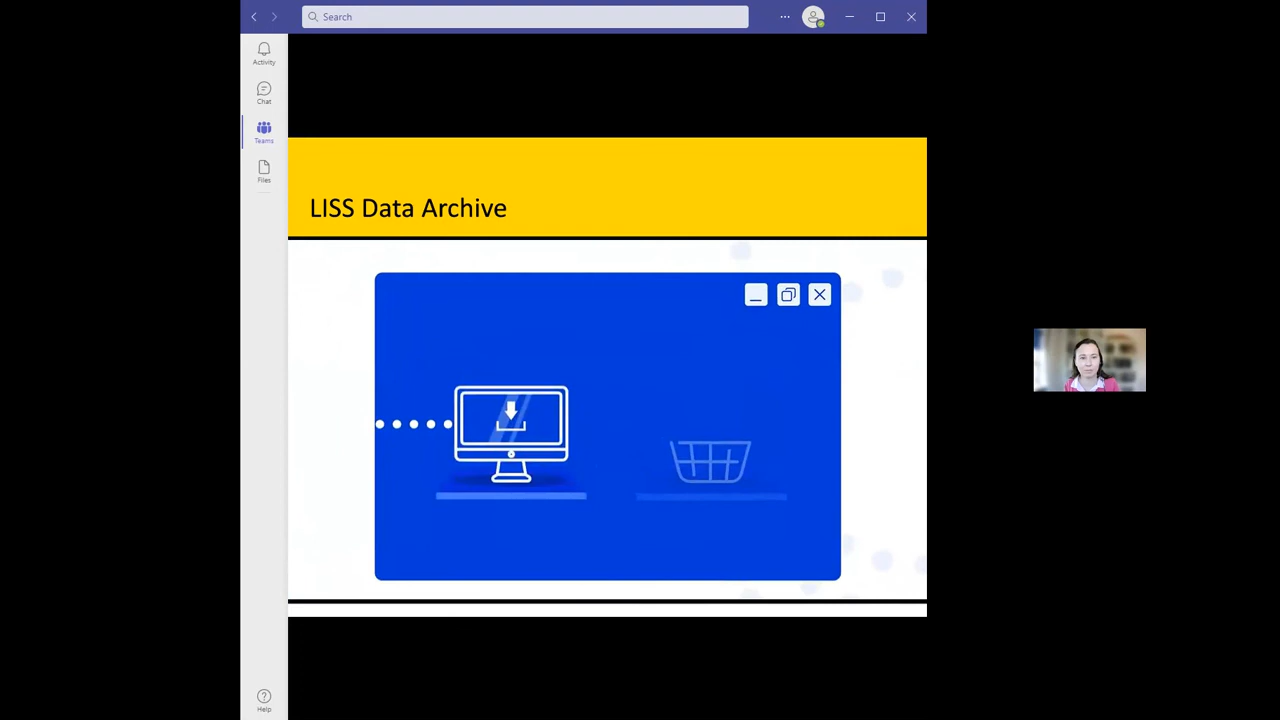 Search
Activity
Chat
Teams
Files
LISS Data Archive
Help